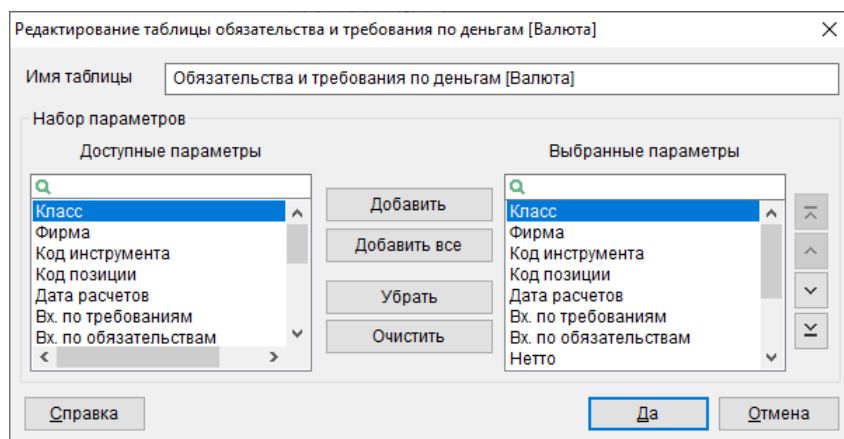 Редактирование таблицы обязательства и требования по деньгам [Валюта]
Имя таблицы
Обязательства и требования по деньгам [Валюта]
Набор параметров
Доступные параметры
Выбранные параметры
Класс
Фирма
Код инструмента
Код позиции
Дата расчетов
Вх. по требованиям
Вх. по обязательствам
Добавить
Добавить все
Убрать
Очистить
Класс
Фирма
Код инструмента
Код позиции
Дата расчетов
Вх. по требованиям
Вх. по обязательствам
Нетто
Справка
Да
Отмена